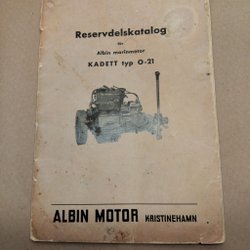 Reservdelskatalog
för
Albin marinmotor
KADETT typ O-21
ALBIN MOTOR KRISTINEHAMN